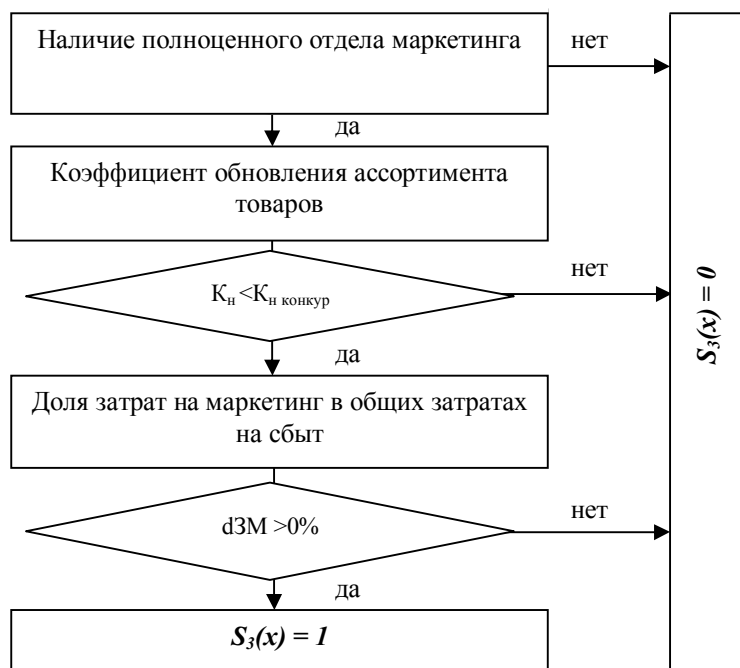 Наличие полноценного отдела маркетинга
нет
да
Коэффициент обновления ассортимента
товаров
Кн <Кн конкур
нет
да
Доля затрат на маркетинг в общих затратах
на сбыт
dЗМ >0%
нет
да
S3(x) = 1
S3(x) = 0